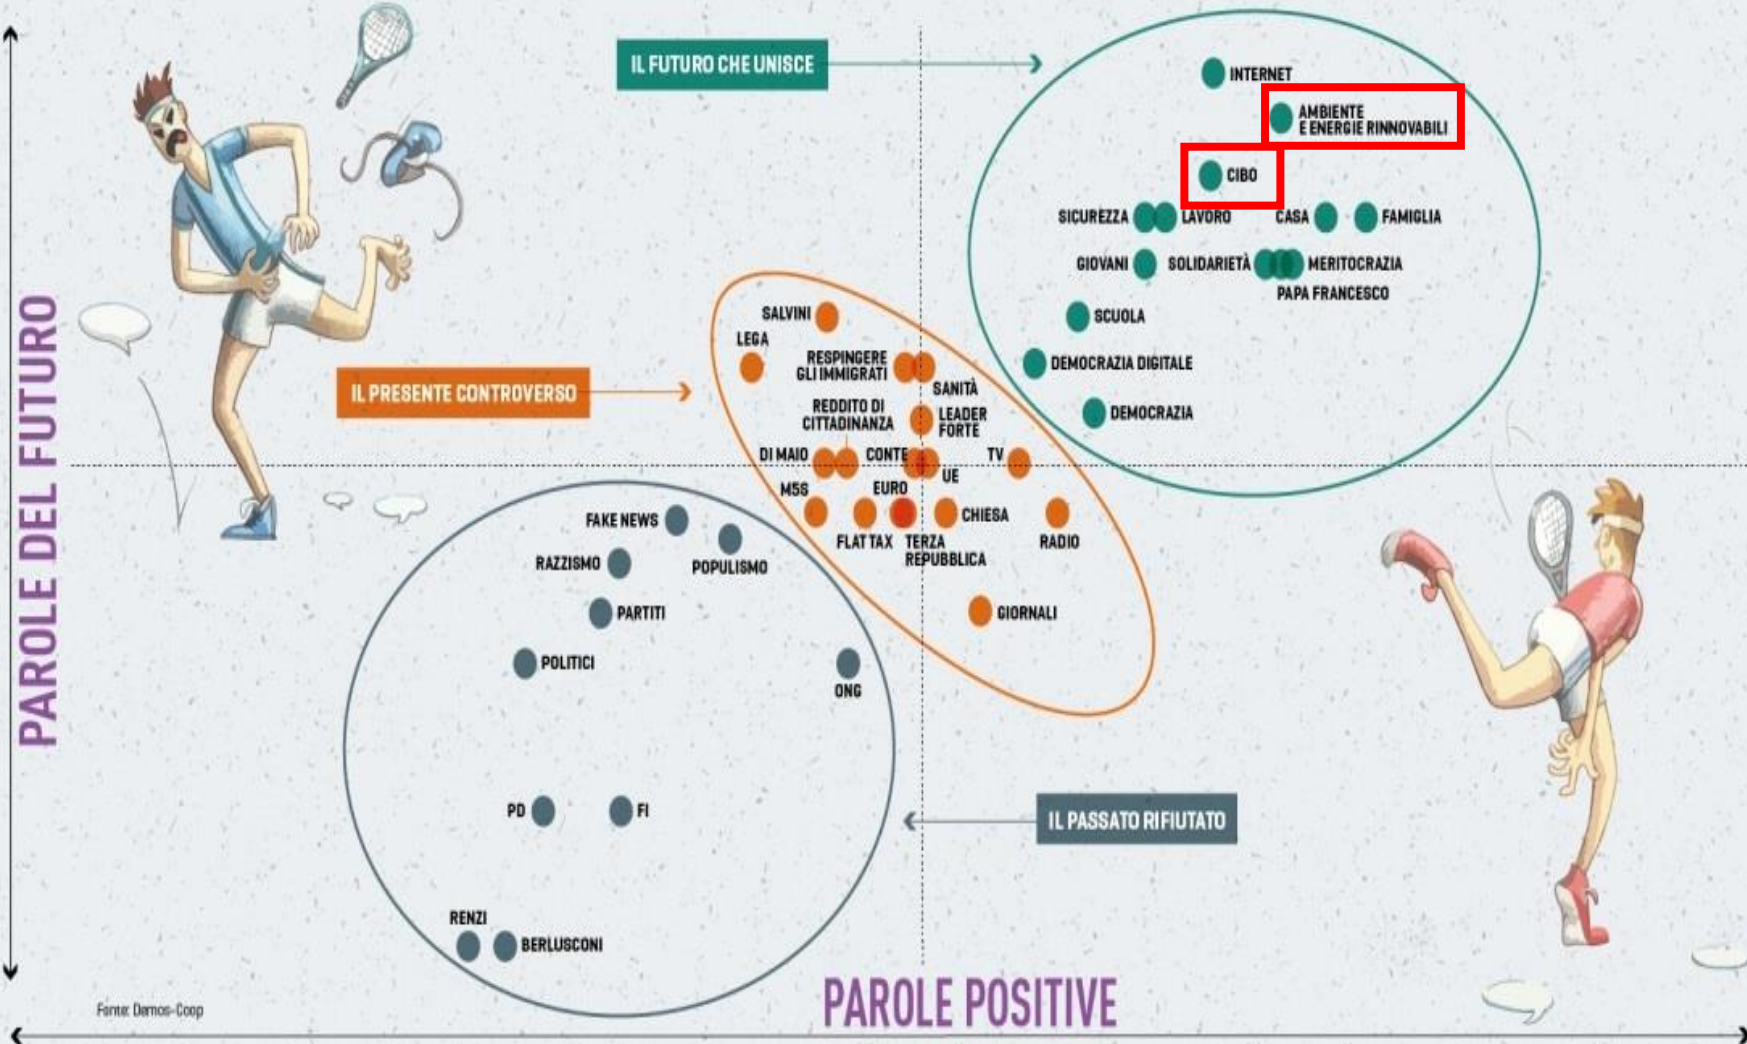 IL FUTURO CHE UNISCE
INTERNET
AMBIENTE
E ENERGIE RINNOVABILI
CIBO
SICUREZZA
LAVORO
CASA
FAMIGLIA
GIOVANI
SOLIDARIETÀ
MERITOCRAZIA
PAPA FRANCESCO
SCUOLA
DEMOCRAZIA DIGITALE
DEMOCRAZIA
IL PRESENTE CONTROVERSO
SALVINI
LEGA
RESPINGERE
GLI IMMIGRATI
SANITÀ
REDDITO DI
CITTADINANZA
LEADER
FORTE
DI MAIO
CONTE
UE
TV
M5S
EURO
CHIESA
FLAT TAX
TERZA
REPUBBLICA
RADIO
GIORNALI
FAKE NEWS
RAZZISMO
POPULISMO
PARTITI
POLITICI
ONG
PD
FI
IL PASSATO RIFIUTATO
RENZI
BERLUSCONI
PAROLE DEL FUTURO
PAROLE POSITIVE
Fonte: Demos-Coop